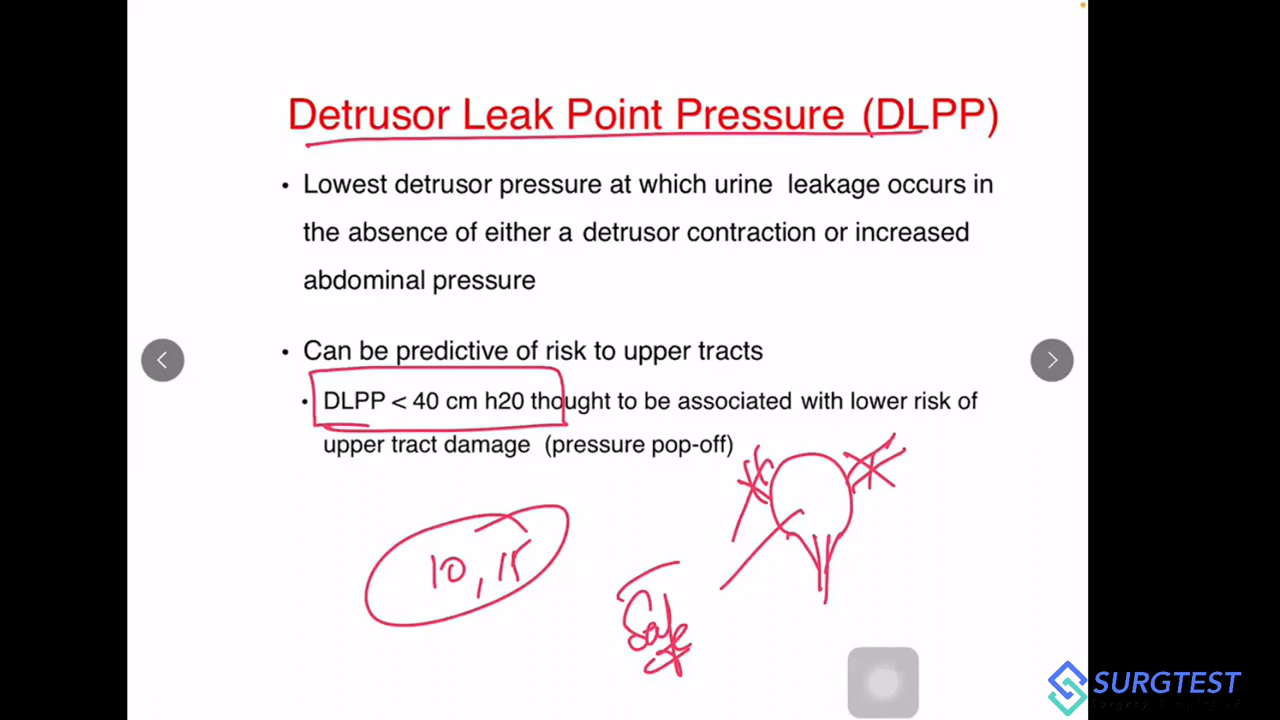 Detrusor Leak Point Pressure (DLPP)
• Lowest detrusor pressure at which urine leakage occurs in
the absence of either a detrusor contraction or increased
abdominal pressure
• Can be predictive of risk to upper tracts
• DLPP < 40 cm h20 thought to be associated with lower risk of
upper tract damage (pressure pop-off)
10, 15
Safe
SURGTEST
Surgery Simplified